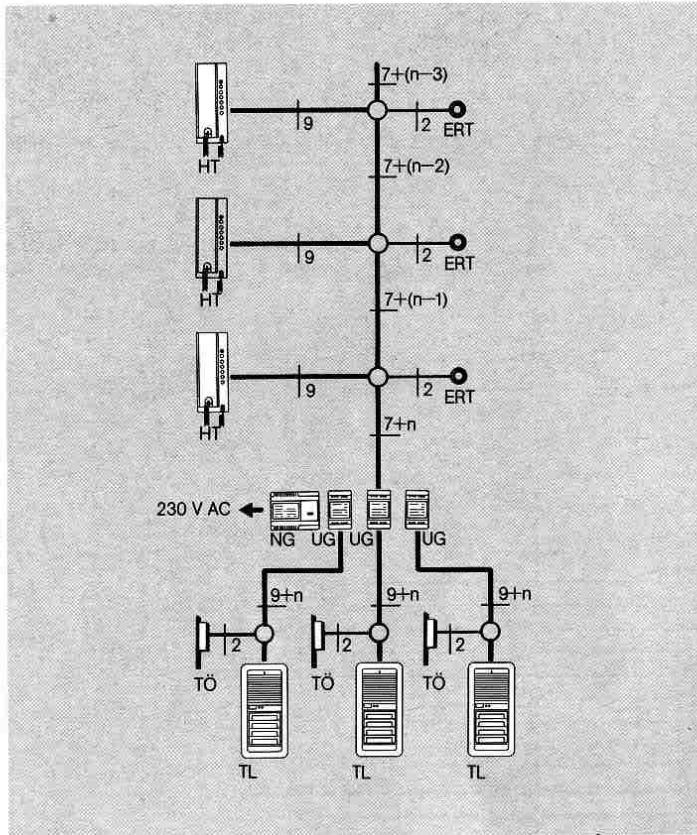 7+(n−3)
9
2
ERT
HT
7+(n−2)
9
2
ERT
HT
7+(n−1)
9
2
ERT
HT
7+n
230 V AC
NG UG UG UG
9+n 9+n 9+n
2 2 2
TÖ TÖ TÖ
TL TL TL